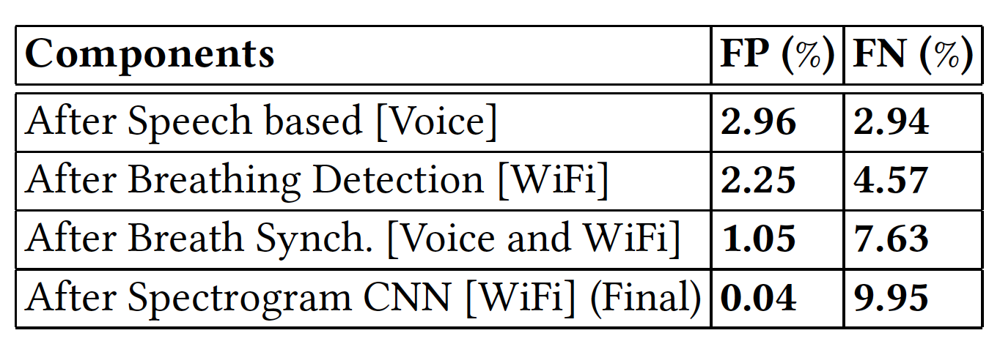 Components FP (%) FN (%)
After Speech based [Voice] 2.96 2.94
After Breathing Detection [WiFi] 2.25 4.57
After Breath Synch. [Voice and WiFi] 1.05 7.63
After Spectrogram CNN [WiFi] (Final) 0.04 9.95